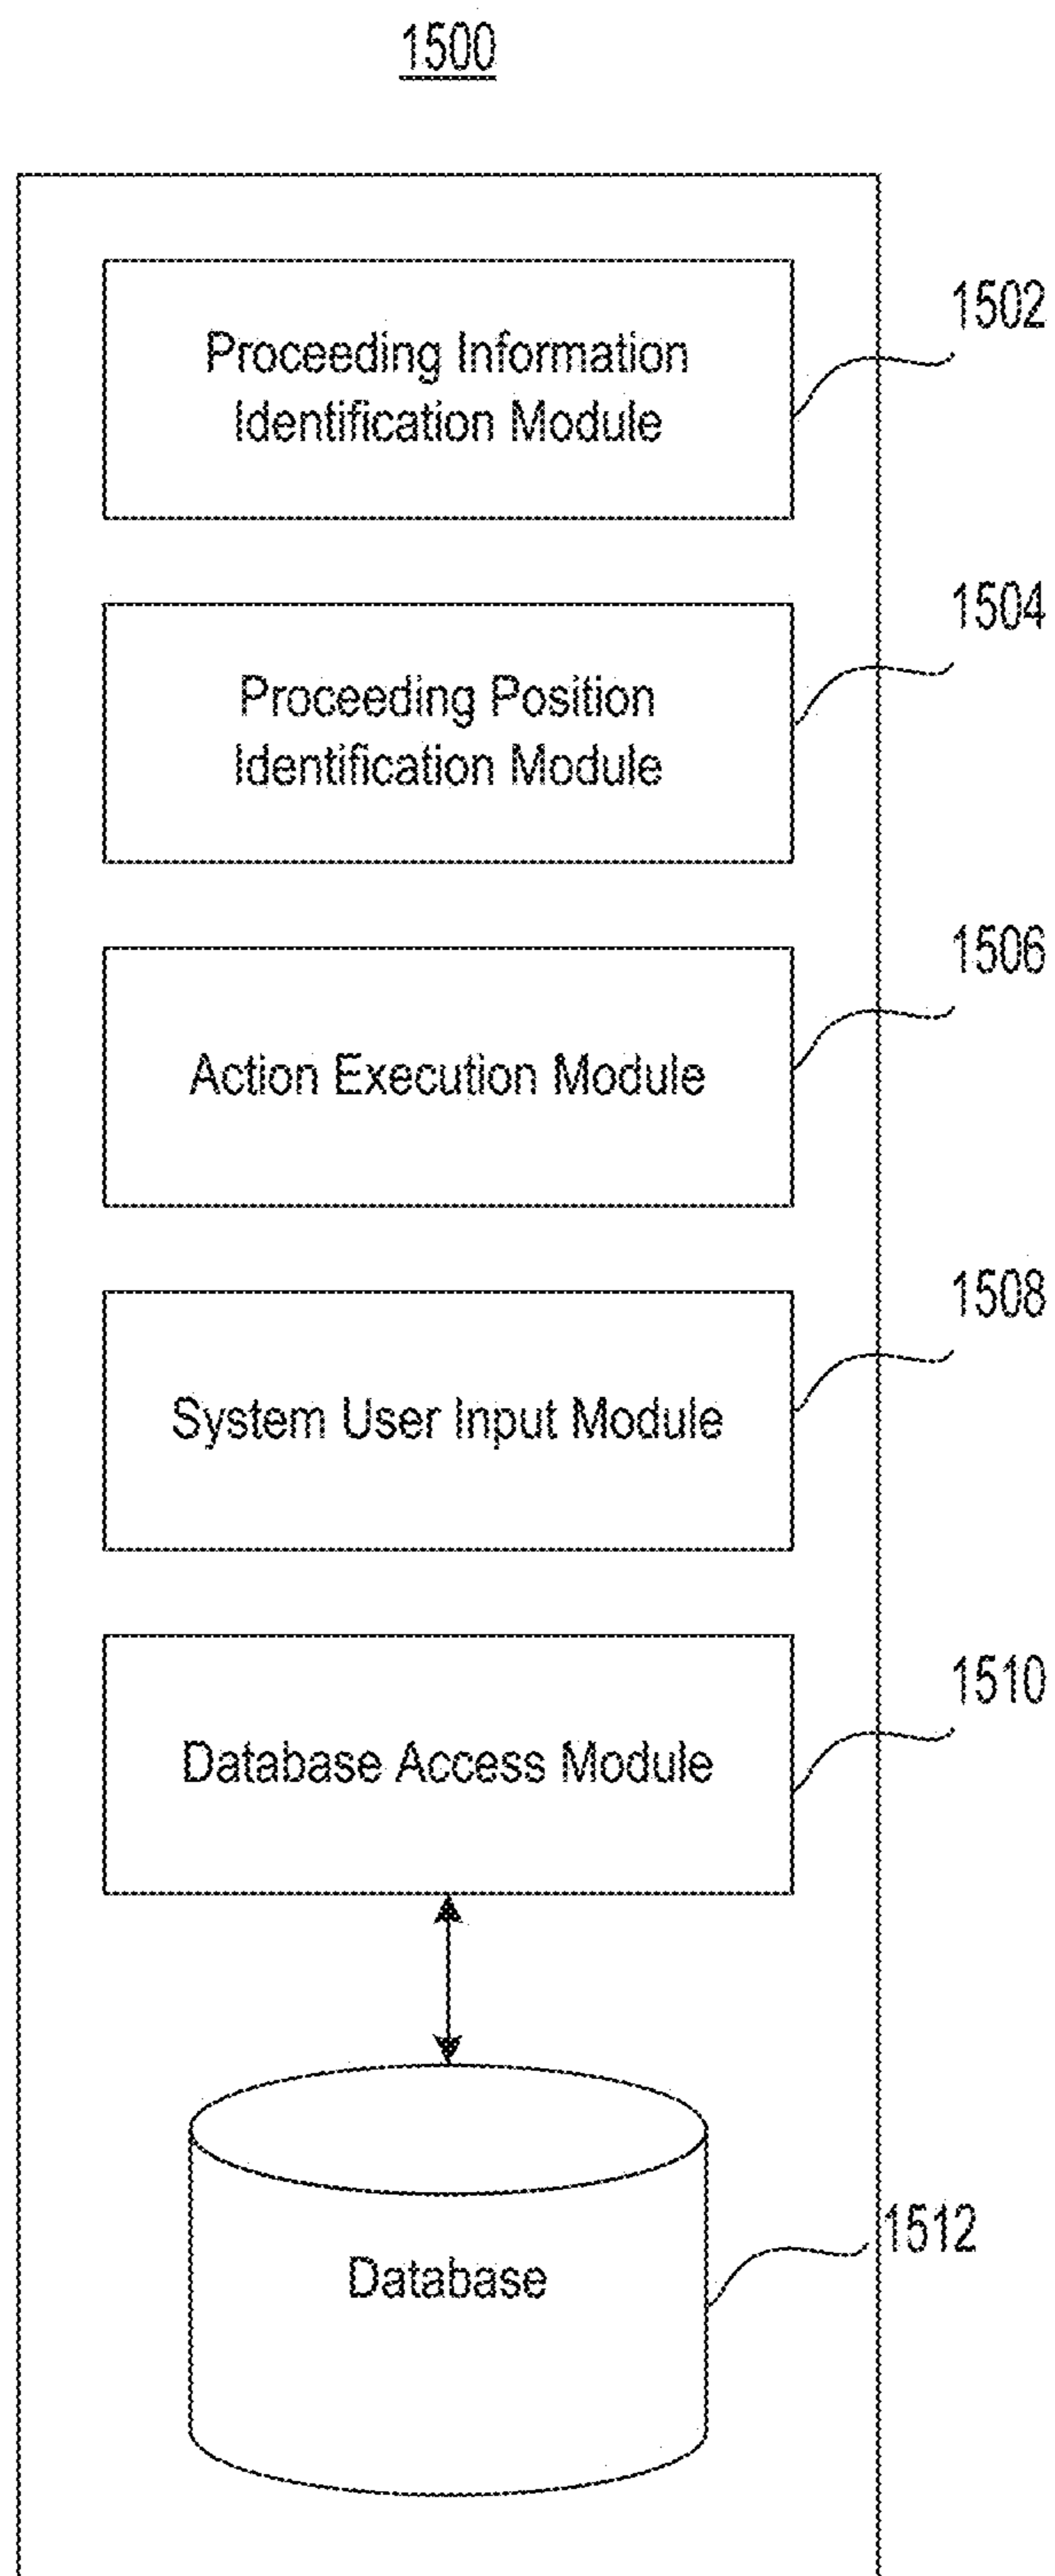 1500
Proceeding Information
Identification Module
1502
Proceeding Position
Identification Module
1504
Action Execution Module
1506
System User Input Module
1508
Database Access Module
1510
Database
1512